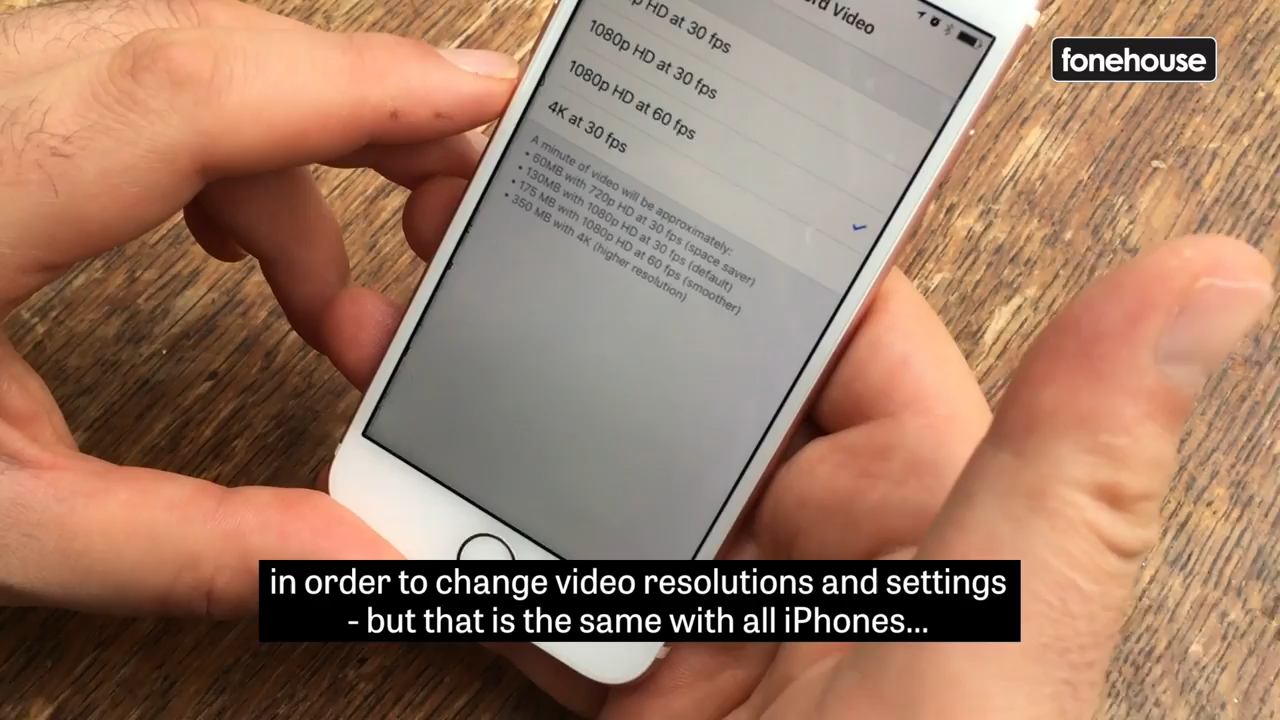 fonehouse
rd Video
p HD at 30 fps
1080p HD at 30 fps
1080p HD at 60 fps
4K at 30 fps
A minute of video will be approximately:
• 60MB with 720p HD at 30 fps (space saver)
• 130MB with 1080p HD at 30 fps (default)
• 175 MB with 1080p HD at 60 fps (smoother)
• 350 MB with 4K (higher resolution)
in order to change video resolutions and settings
- but that is the same with all iPhones...